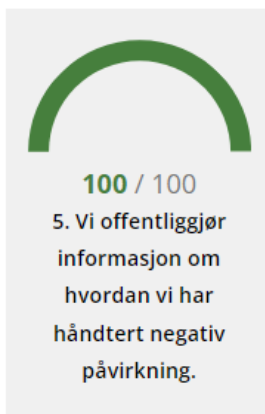 100 / 100
5. Vi offentliggjør
informasjon om
hvordan vi har
håndtert negativ
påvirkning.